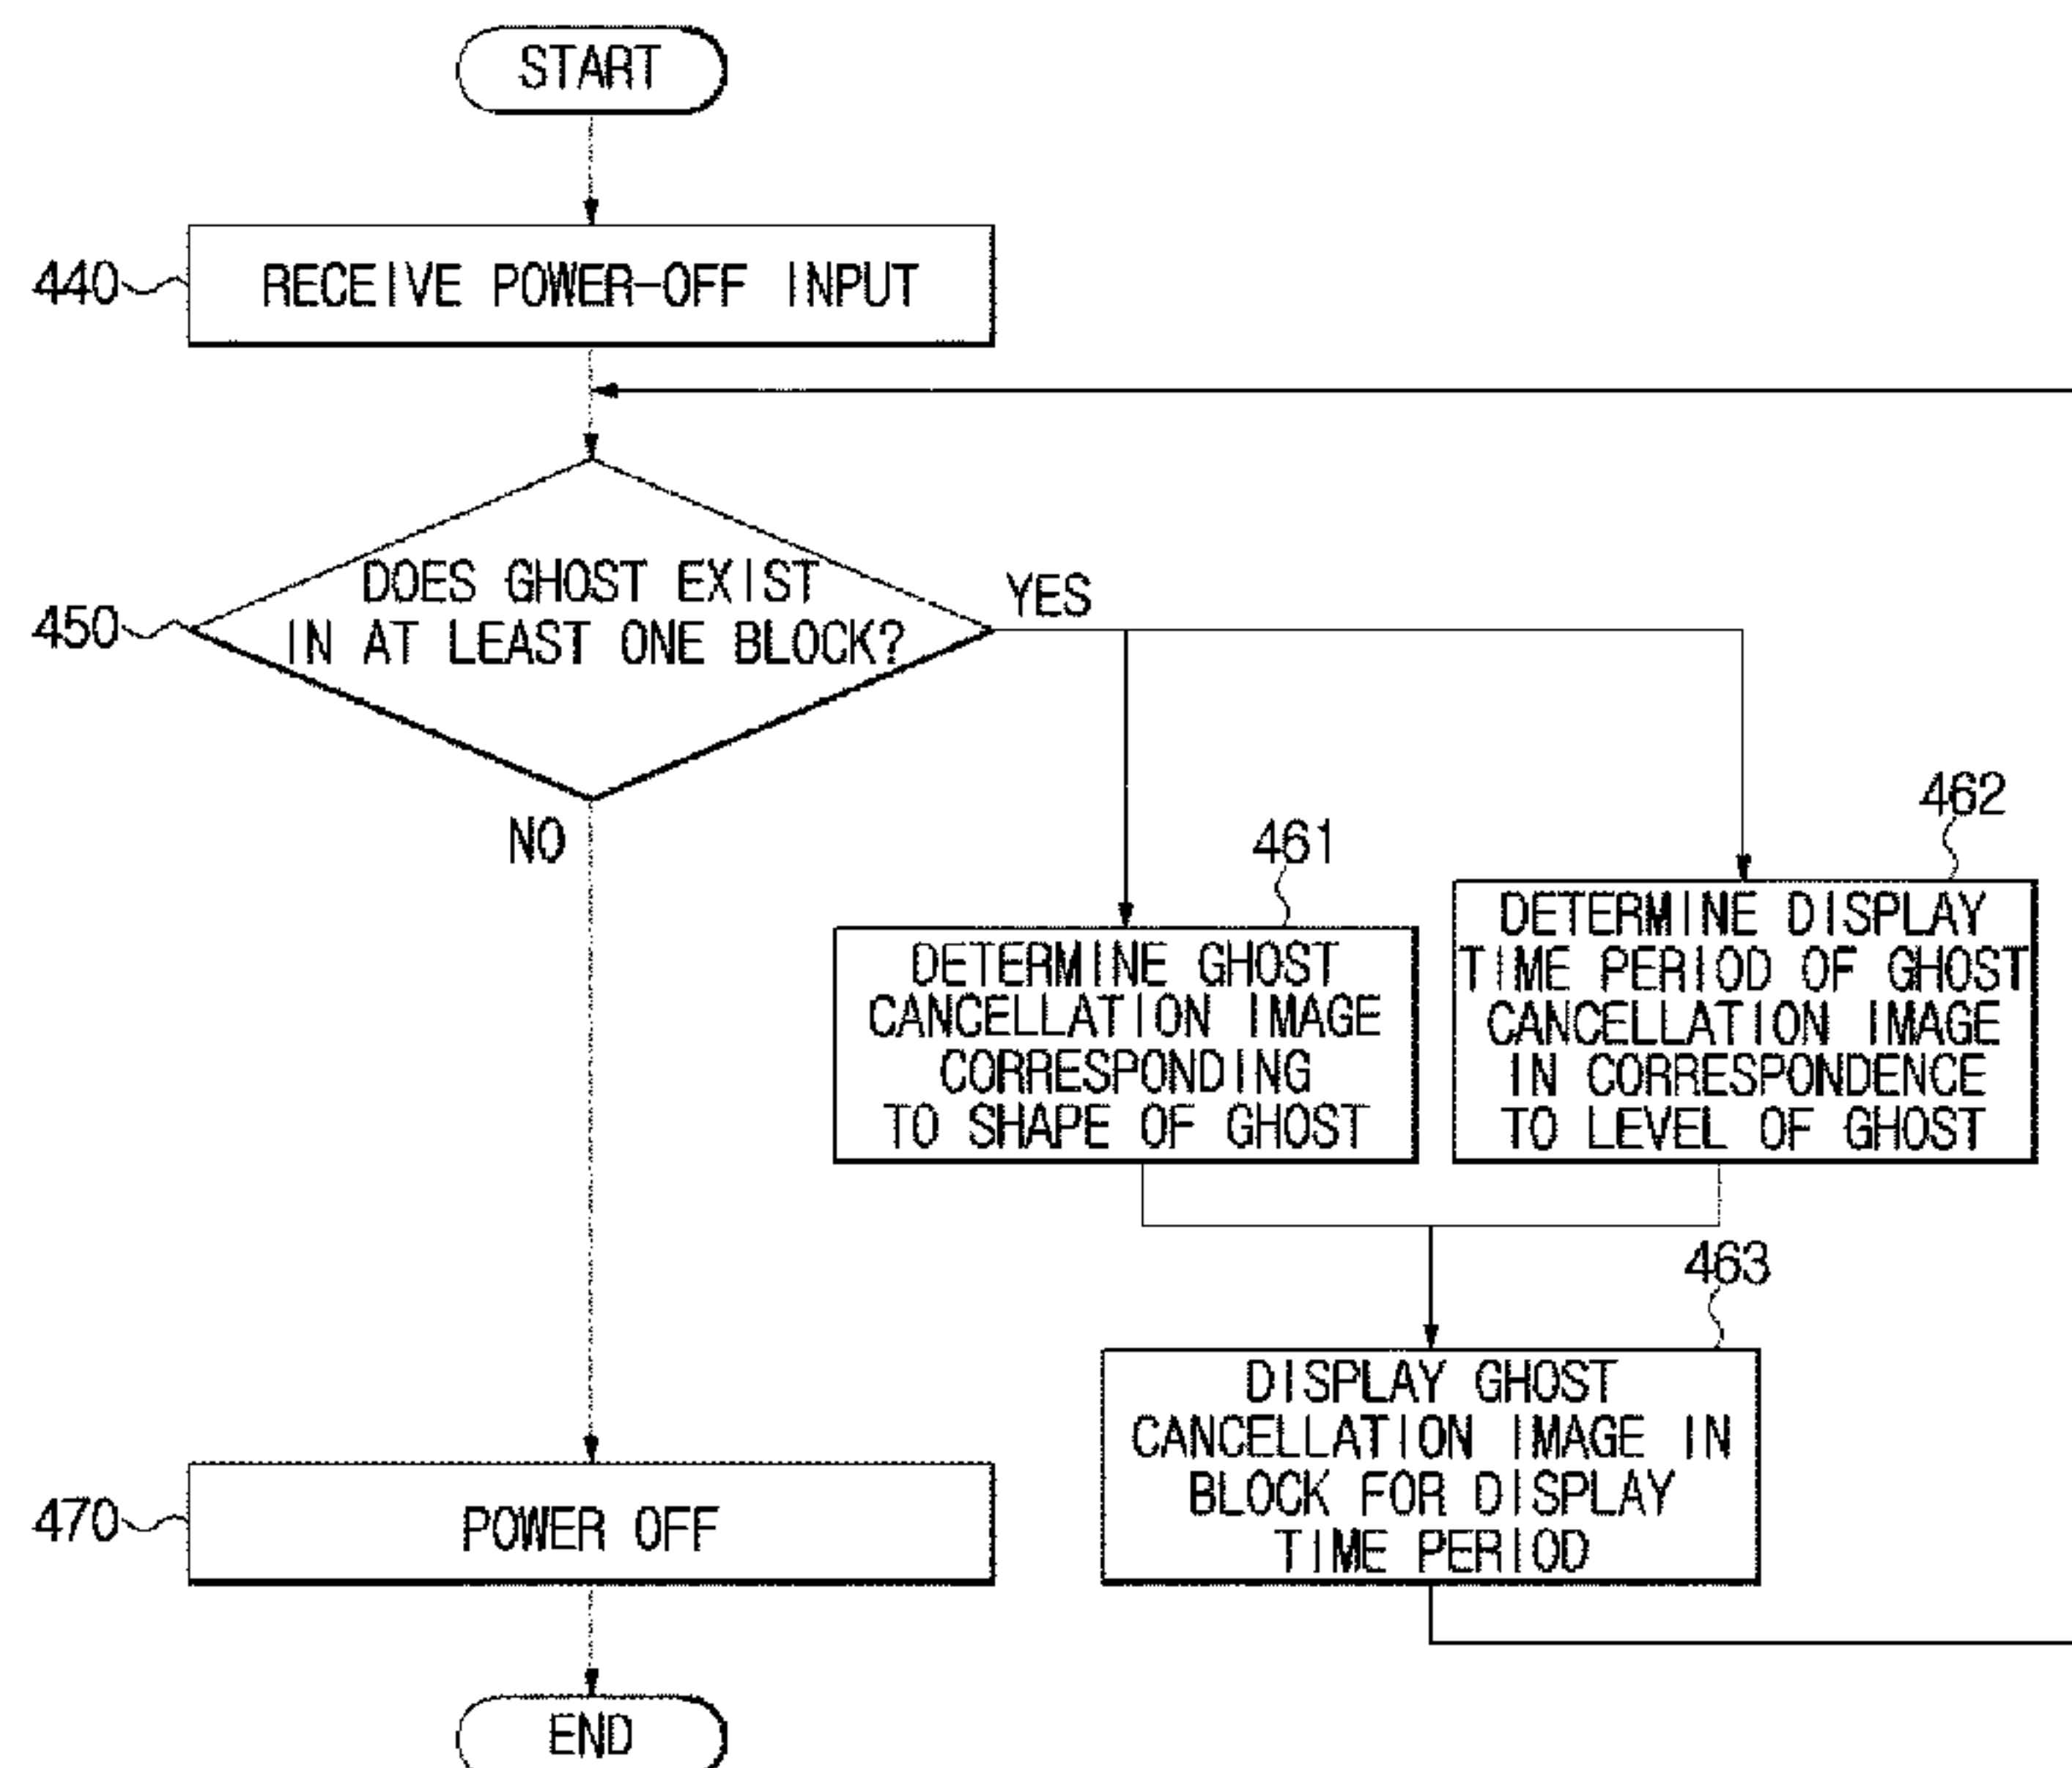 START
440
RECEIVE POWER-OFF INPUT
450
DOES GHOST EXIST
IN AT LEAST ONE BLOCK?
YES
NO
461
DETERMINE GHOST
CANCELLATION IMAGE
CORRESPONDING
TO SHAPE OF GHOST
462
DETERMINE DISPLAY
TIME PERIOD OF GHOST
CANCELLATION IMAGE
IN CORRESPONDENCE
TO LEVEL OF GHOST
463
DISPLAY GHOST
CANCELLATION IMAGE IN
BLOCK FOR DISPLAY
TIME PERIOD
470
POWER OFF
END